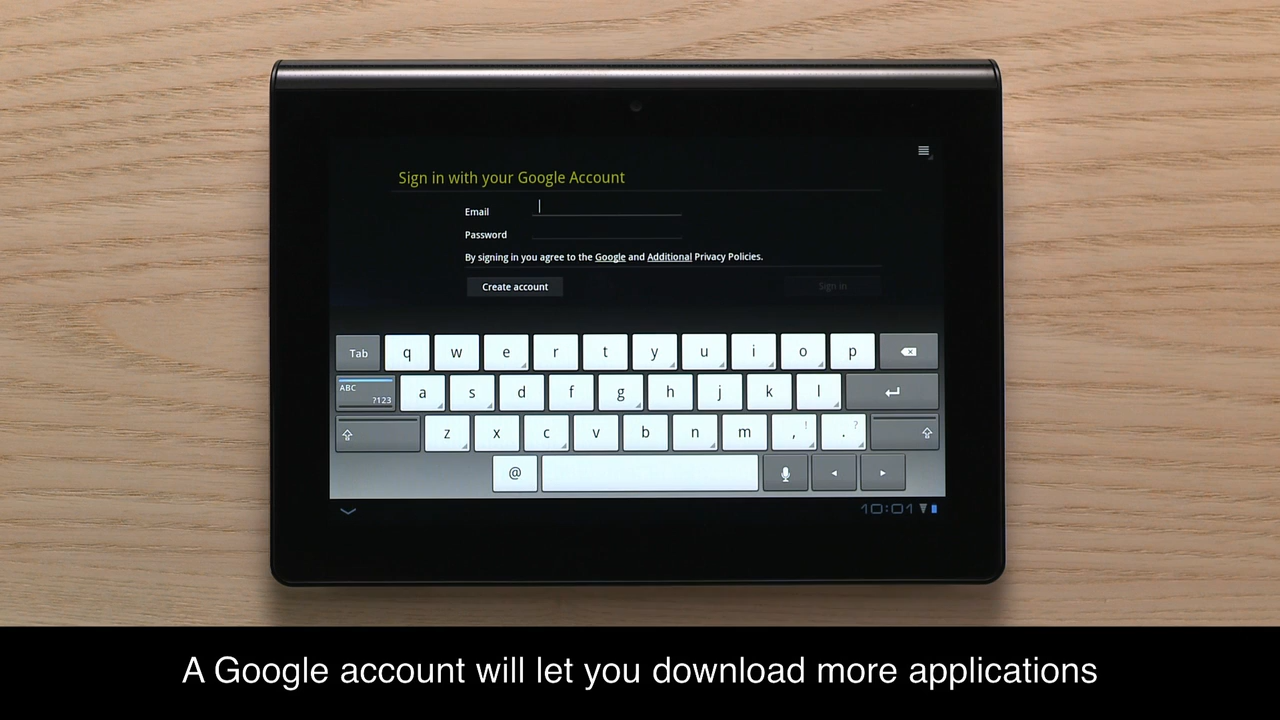 Sign in with your Google Account
Email
Password
By signing in you agree to the Google and Additional Privacy Policies.
Create account Sign in
Tab q w e r t y u i o p
ABC ?123 a s d f g h j k l
z x c v b n m , ! . ?
@
10:01
A Google account will let you download more applications